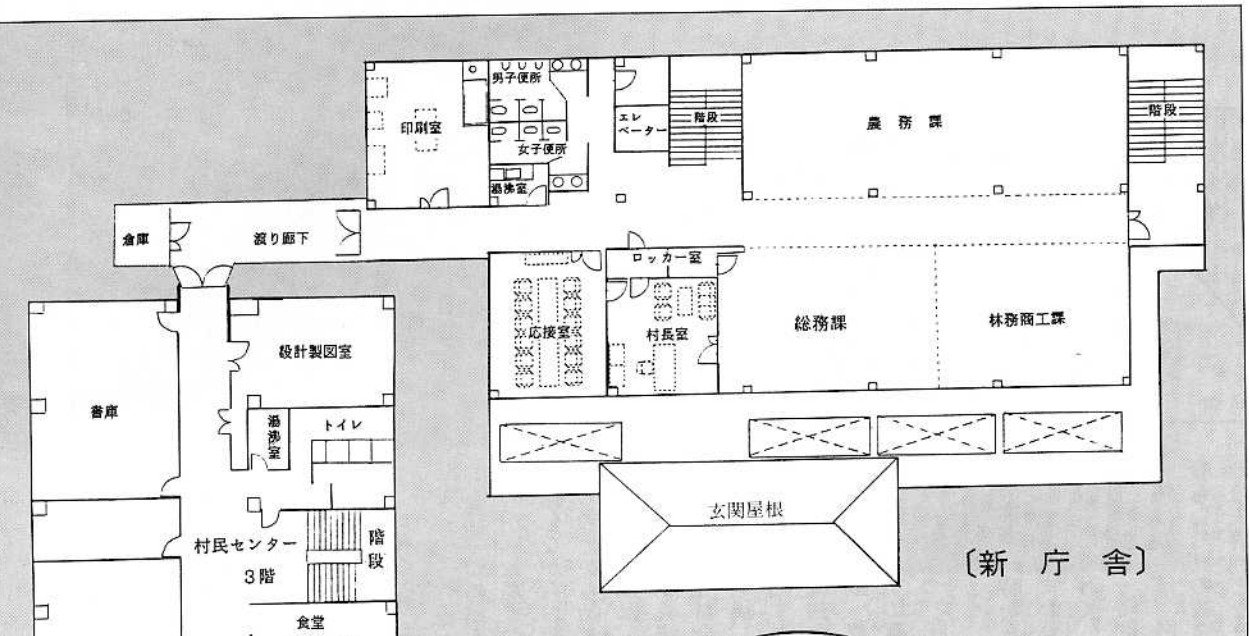 男子便所
印刷室
女子便所
湯沸室
エレ
ベーター
階段
農務課
階段
倉庫
渡り廊下
ロッカー室
応接室
村長室
総務課
林務商工課
設計製図室
書庫
湯沸室
トイレ
村民センター
3階
階段
食堂
玄関屋根
〔新庁舎〕